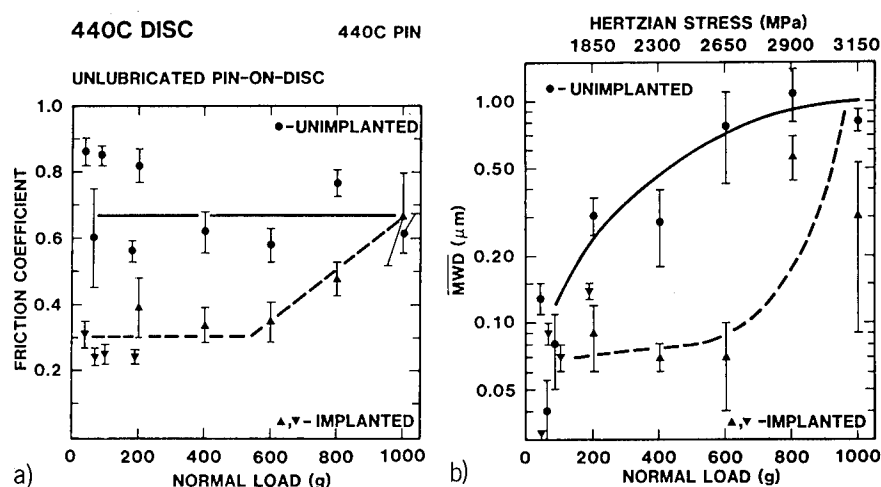 440C DISC
440C PIN
UNLUBRICATED PIN-ON-DISC
1.0
0.8
0.6
0.4
0.2
FRICTION COEFFICIENT
●-UNIMPLANTED
▲,▼-IMPLANTED
0 200 400 600 800 1000
NORMAL LOAD (g)
a)
HERTZIAN STRESS (MPa)
1850 2300 2650 2900 3150
1.00
0.50
0.20
0.10
0.05
MWD (μm)
●-UNIMPLANTED
▲,▼-IMPLANTED
0 200 400 600 800 1000
NORMAL LOAD (g)
b)